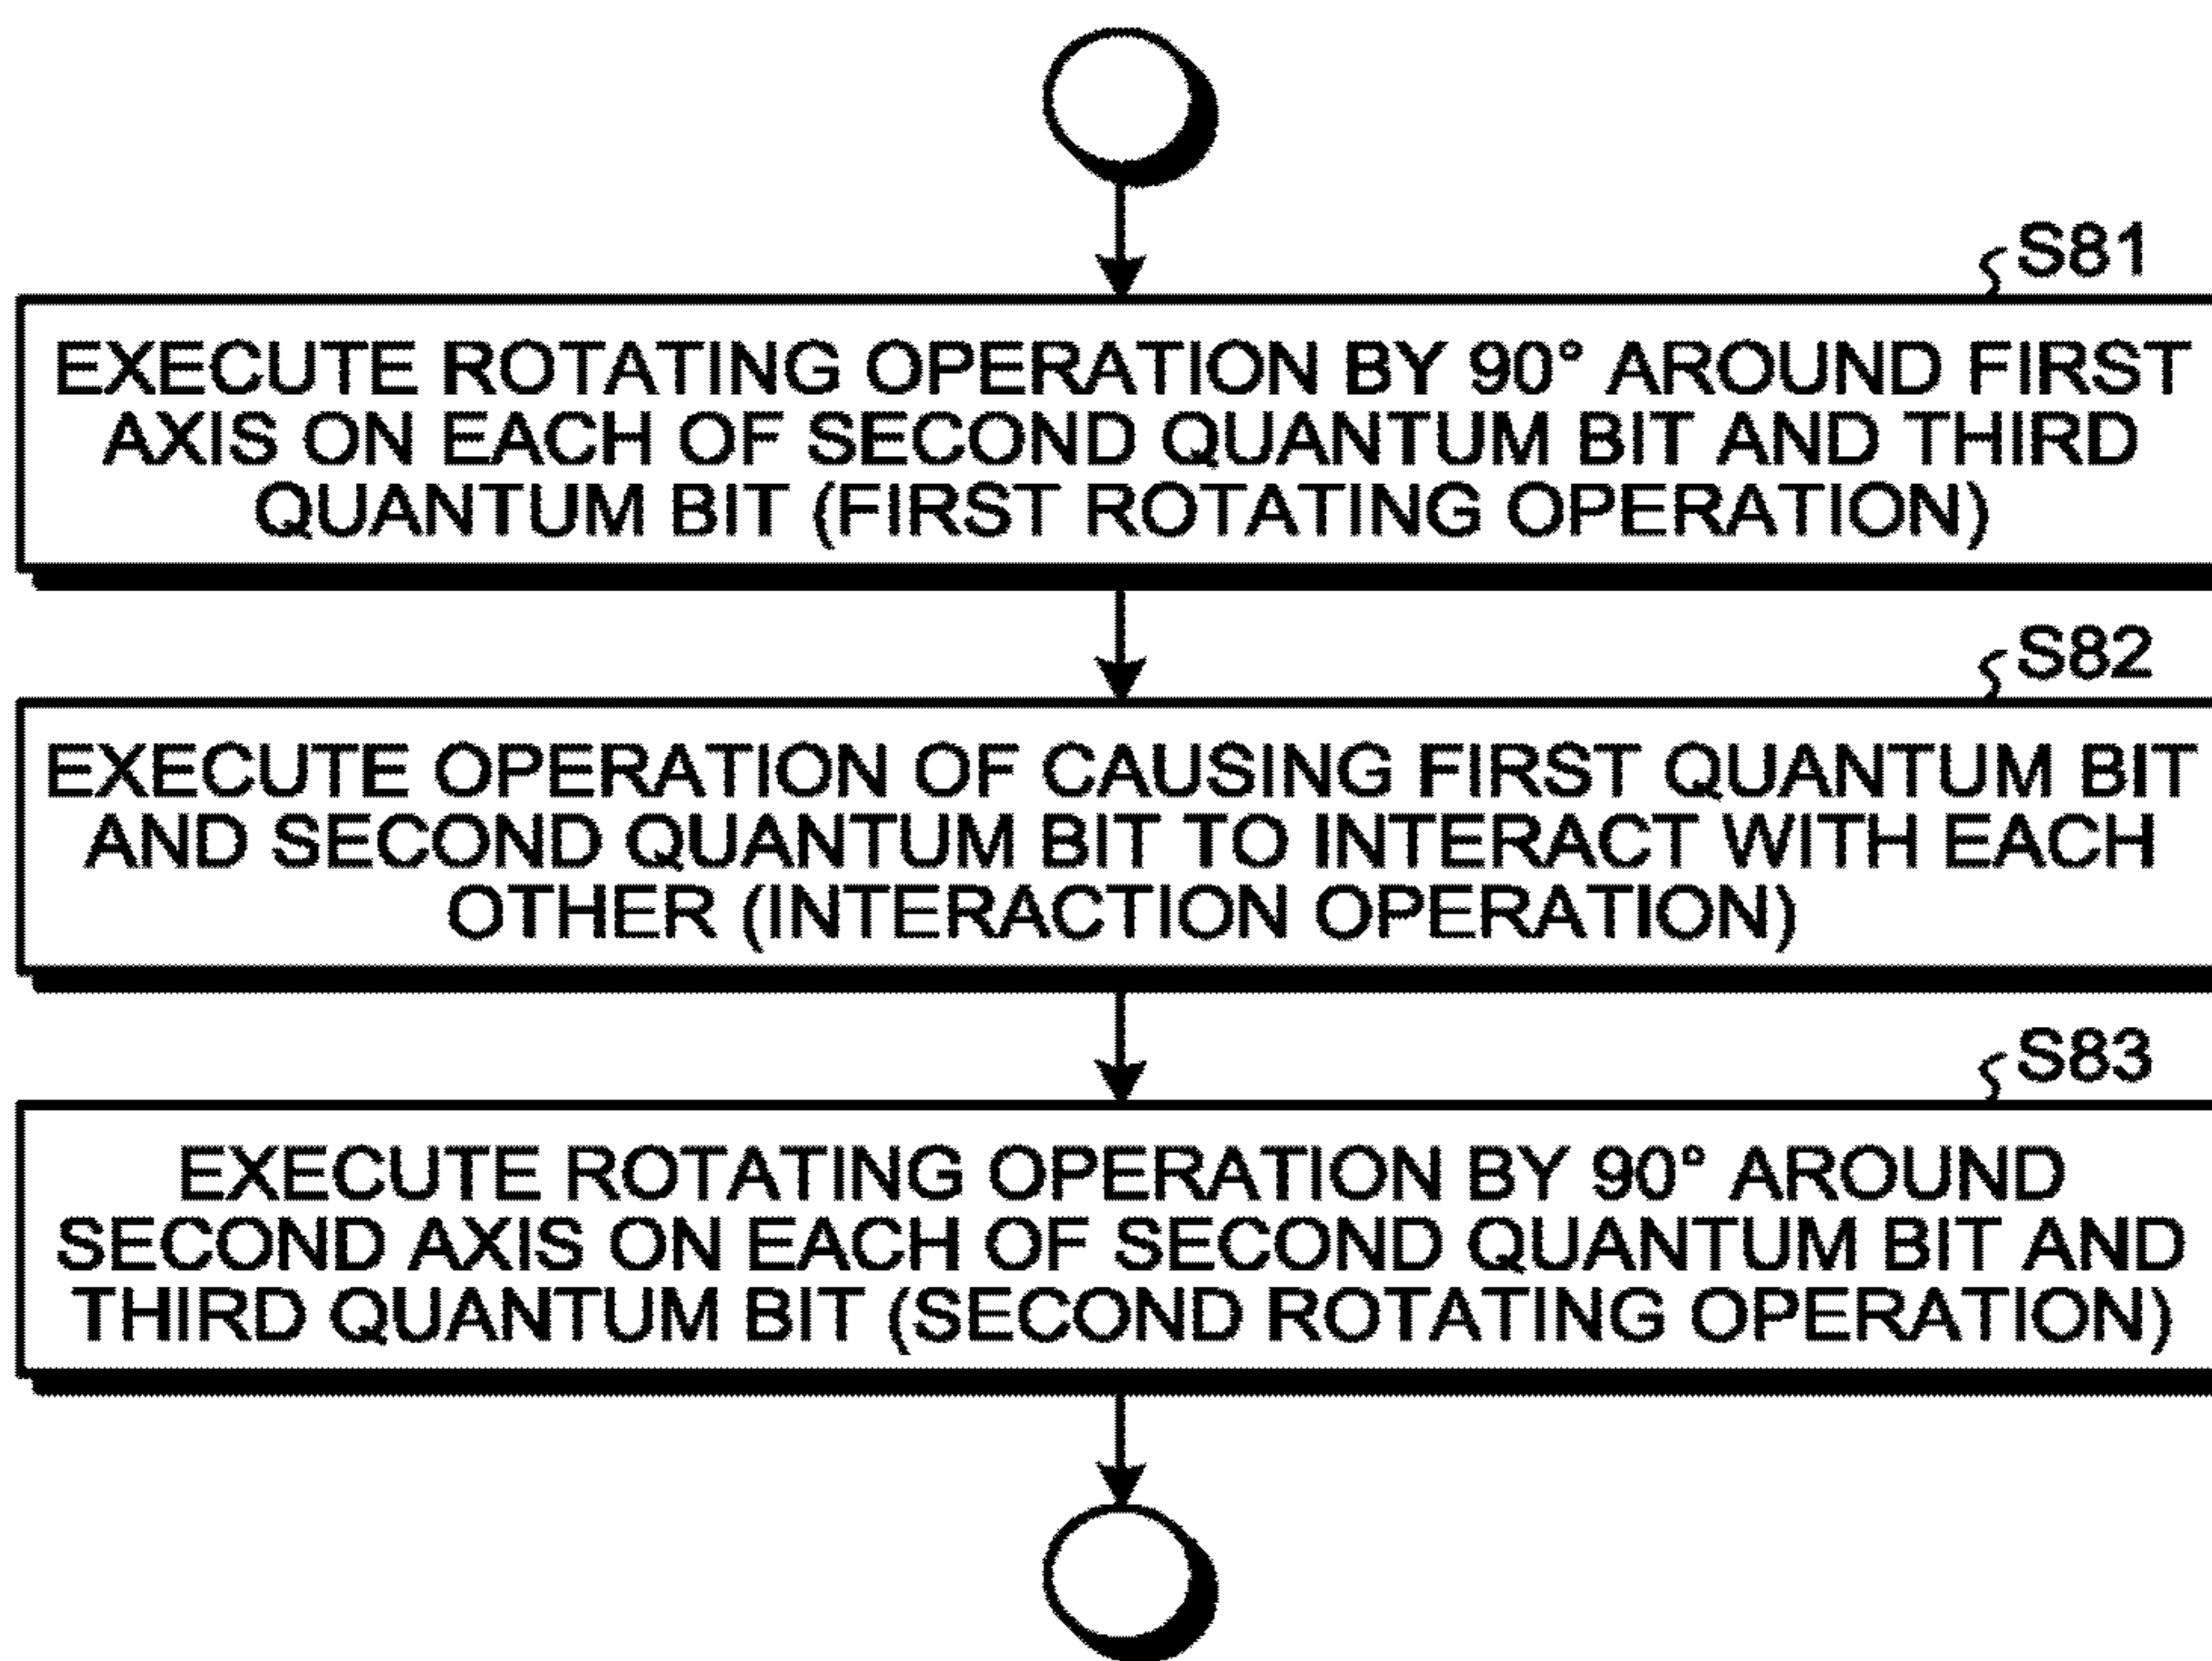 S81
EXECUTE ROTATING OPERATION BY 90° AROUND FIRST
AXIS ON EACH OF SECOND QUANTUM BIT AND THIRD
QUANTUM BIT (FIRST ROTATING OPERATION)
S82
EXECUTE OPERATION OF CAUSING FIRST QUANTUM BIT
AND SECOND QUANTUM BIT TO INTERACT WITH EACH
OTHER (INTERACTION OPERATION)
S83
EXECUTE ROTATING OPERATION BY 90° AROUND
SECOND AXIS ON EACH OF SECOND QUANTUM BIT AND
THIRD QUANTUM BIT (SECOND ROTATING OPERATION)